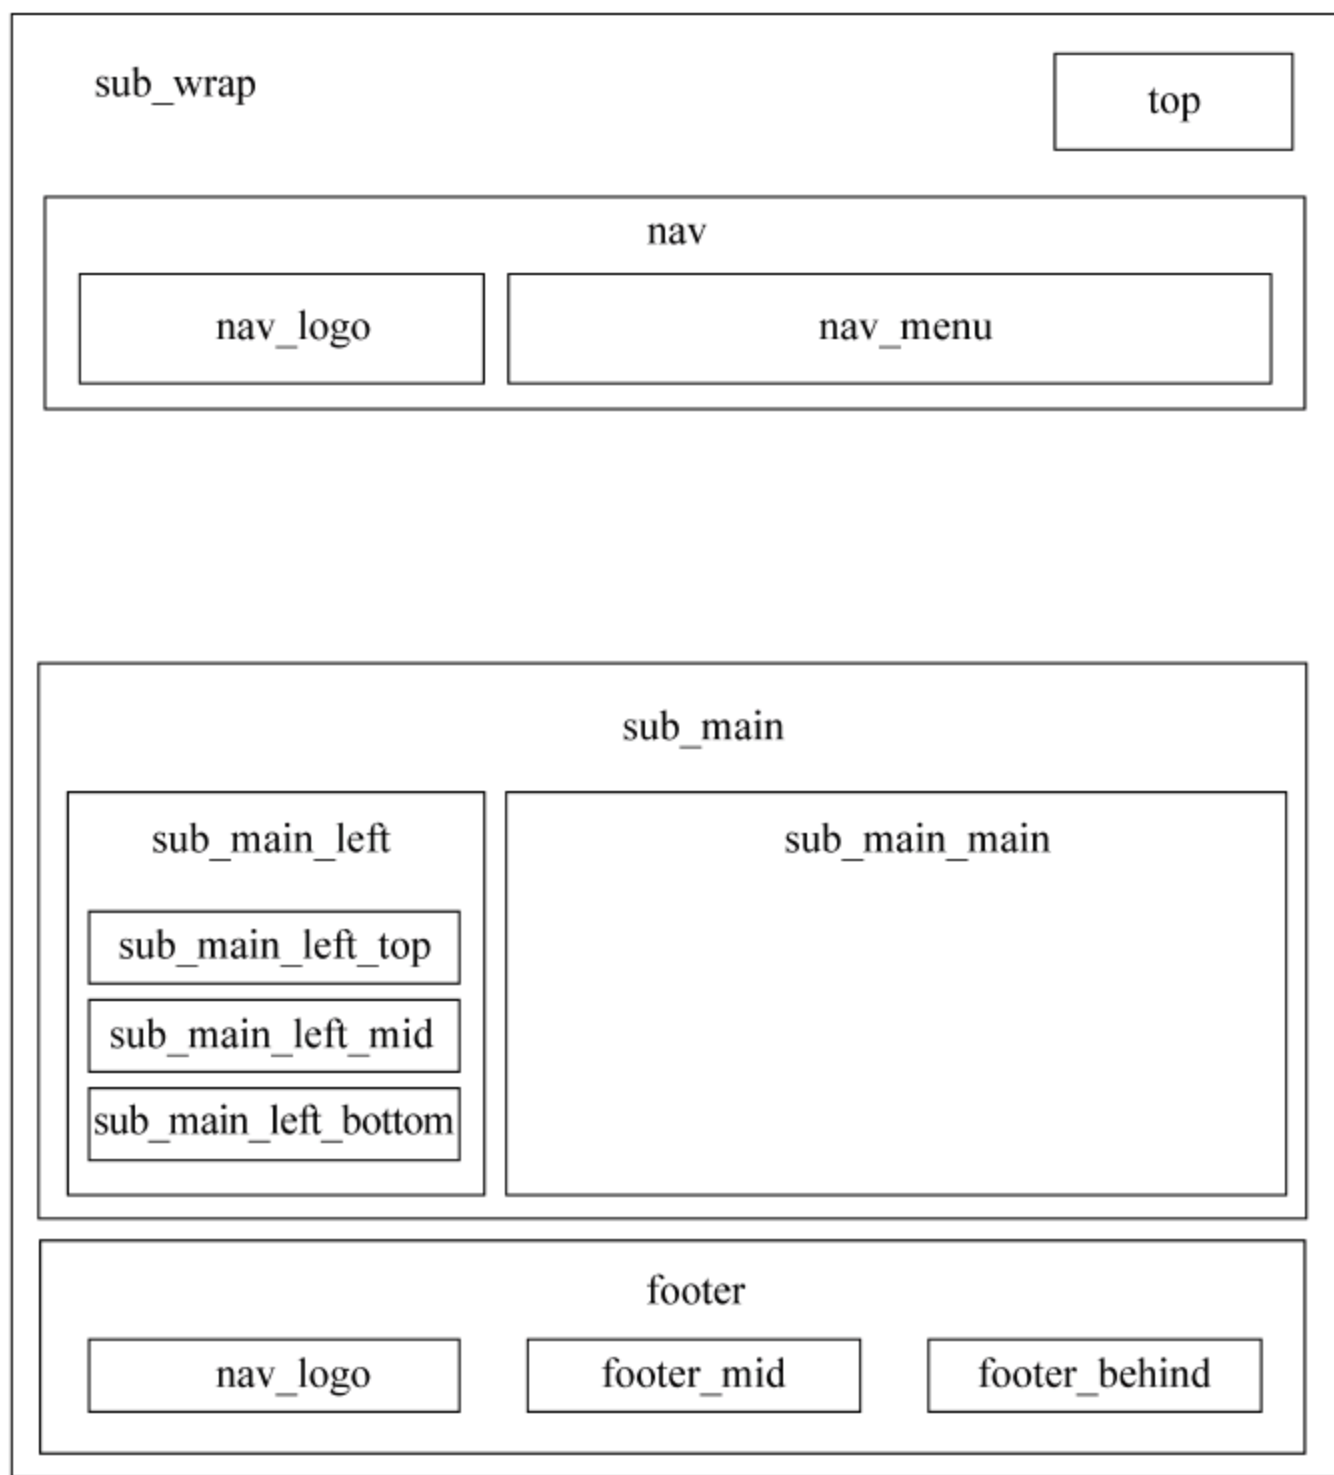 sub_wrap
top
nav
nav_logo
nav_menu
sub_main
sub_main_left
sub_main_main
sub_main_left_top
sub_main_left_mid
sub_main_left_bottom
footer
nav_logo
footer_mid
footer_behind